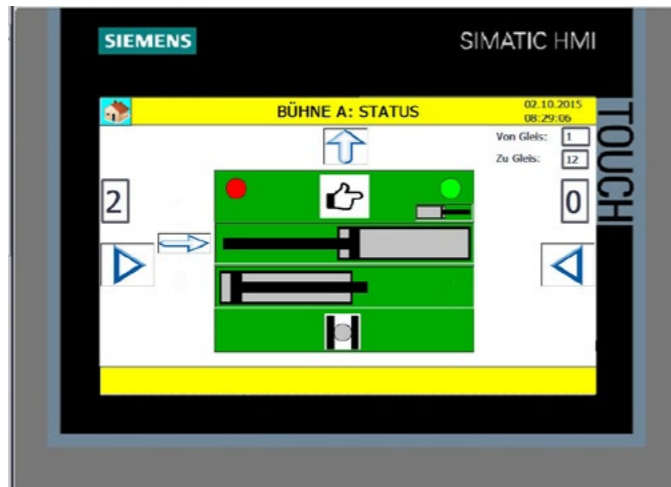 SIEMENS
SIMATIC HMI
TOUCH
BÜHNE A: STATUS
02.10.2015
08:29:06
Von Gleis: 1
Zu Gleis: 12
2
0